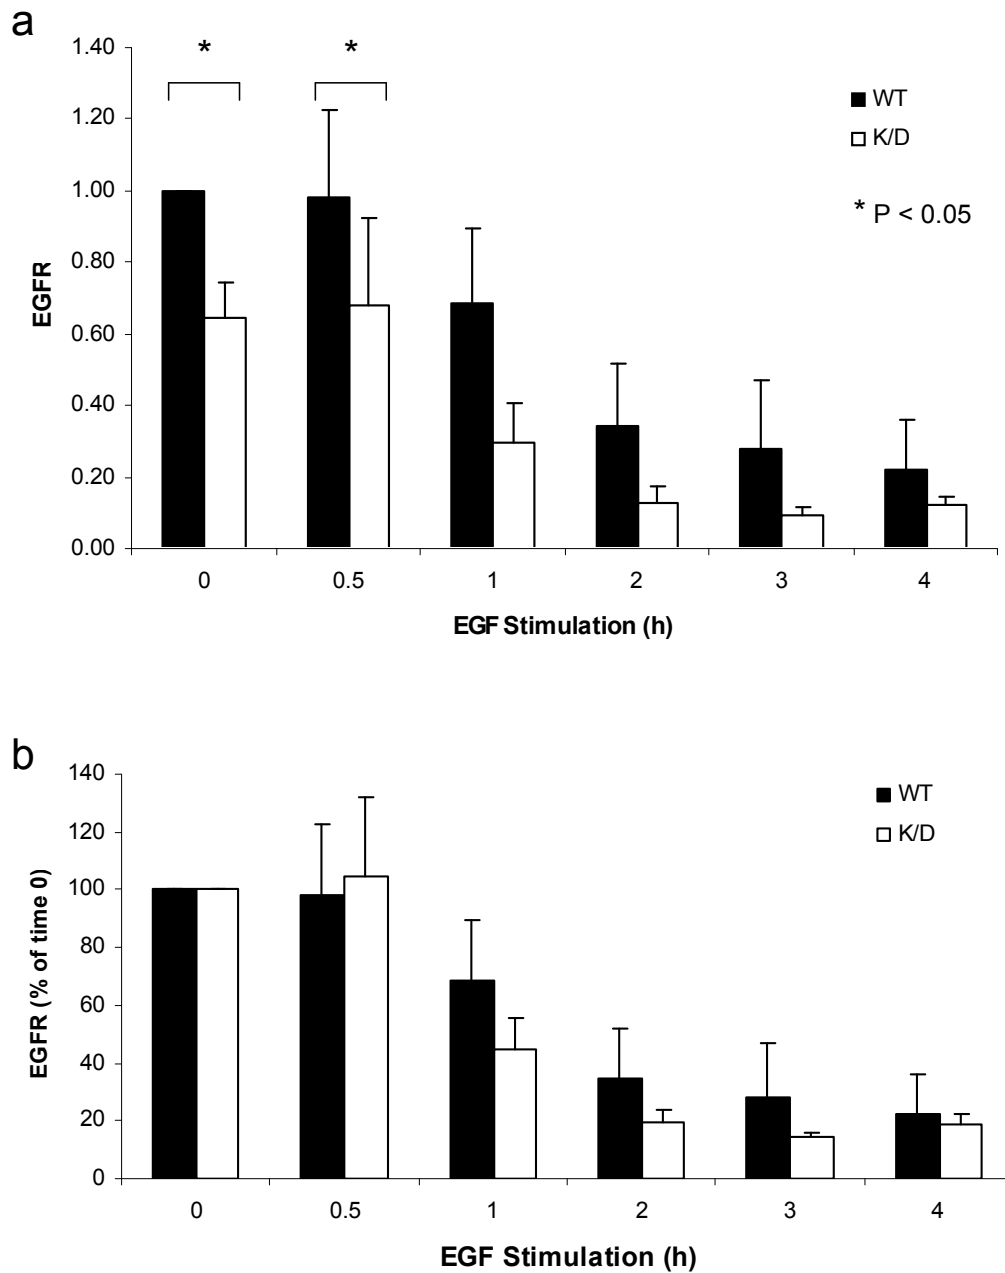 a
* *
1.40
1.20
1.00
0.80
0.60
0.40
0.20
0.00
EGFR
WT
K/D
* P < 0.05
0 0.5 1 2 3 4
EGF Stimulation (h)
b
140
120
100
80
60
40
20
0
EGFR (% of time 0)
WT
K/D
0 0.5 1 2 3 4
EGF Stimulation (h)